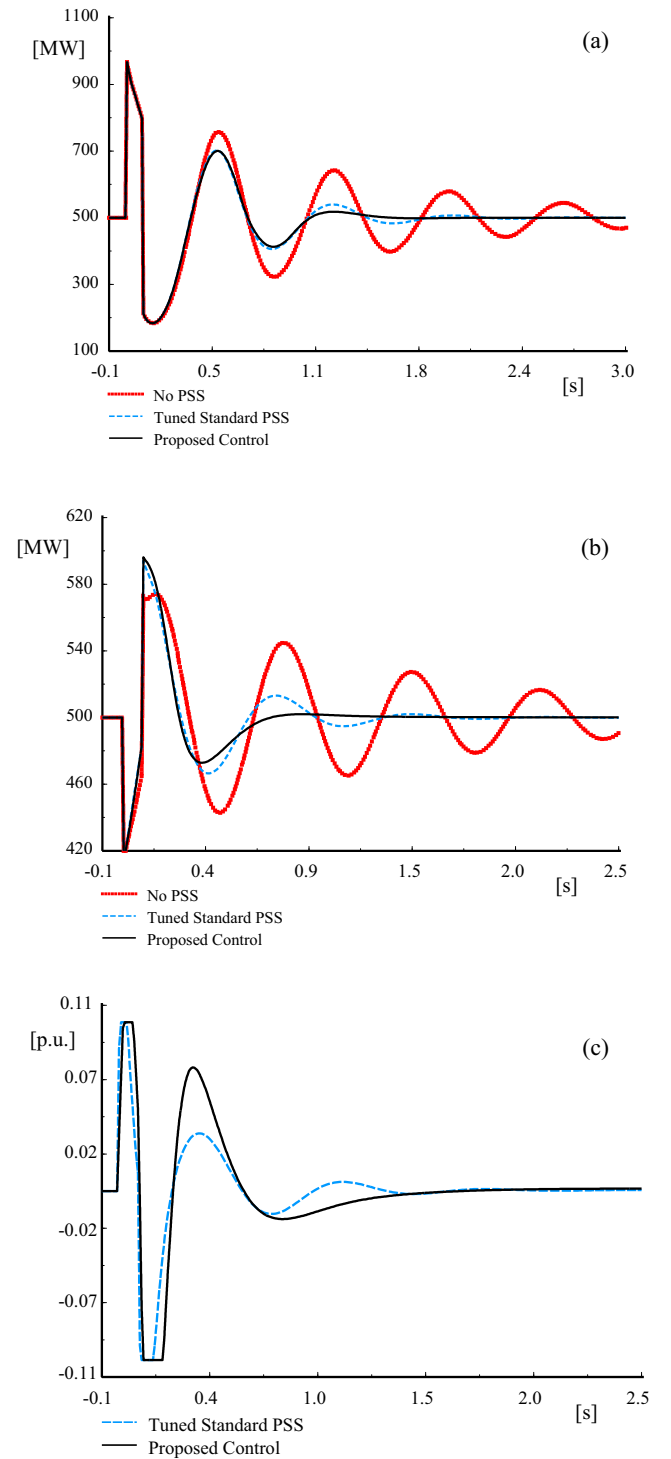 1100
[MW]
(a)
900
700
500
300
100
-0.1
0.5
1.1
1.8
2.4
3.0
[s]
No PSS
Tuned Standard PSS
Proposed Control
620
[MW]
(b)
580
540
500
460
420
-0.1
0.4
0.9
1.5
2.0
2.5
[s]
No PSS
Tuned Standard PSS
Proposed Control
0.11
[p.u.]
(c)
0.07
0.02
-0.02
-0.07
-0.11
-0.1
0.4
1.0
1.5
2.0
2.5
[s]
Tuned Standard PSS
Proposed Control